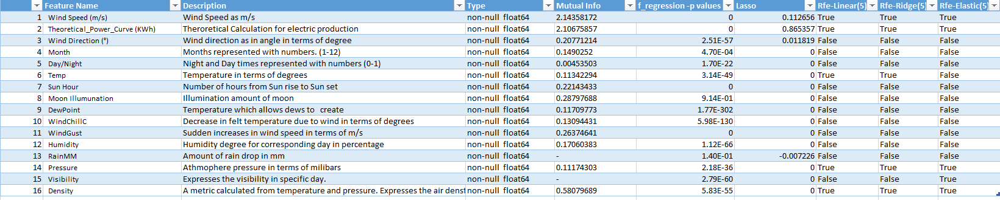 Feature Name Description Type Mutual Info f_regression -p values Lasso Rfe-Linear(5) Rfe-Ridge(5) Rfe-Elastic(5)
1 Wind Speed (m/s) Wind Speed as m/s non-null float64 2.14358172 0 0.112656 True True True
2 Theoretical_Power_Curve (KWh) Theroretical Calculation for electric production non-null float64 2.10675857 0 0.865357 True True True
3 Wind Direction (°) Wind direction as in angle in terms of degree non-null float64 0.20771214 2.51E-57 0.011819 False False False
4 Month Months represented with numbers. (1-12) non-null float64 0.1490252 4.70E-04 0 False False False
5 Day/Night Night and Day times represented with numbers (0-1) non-null float64 0.00453503 1.70E-22 0 False False False
6 Temp Temperature in terms of degrees non-null float64 0.11342294 3.14E-49 0 True True False
7 Sun Hour Number of hours from Sun rise to Sun set non-null float64 0.22143433 0 0 False False False
8 Moon Illumunation Illumination amount of moon non-null float64 0.28797688 9.14E-01 0 False False False
9 DewPoint Temperature which allows dews to create non-null float64 0.11709773 1.77E-302 0 False False False
10 WindChillC Decrease in felt temperature due to wind in terms of degrees non-null float64 0.13094431 5.98E-130 0 False False False
11 WindGust Sudden increases in wind speed in terms of m/s non-null float64 0.26374641 0 0 False False False
12 Humidity Humidity degree for corresponding day in percentage non-null float64 0.17060383 1.12E-66 0 False False False
13 RainMM Amount of rain drop in mm non-null float64 - 1.40E-01 -0.007226 False False False
14 Pressure Athmophere pressure in terms of milibars non-null float64 0.11174303 2.18E-36 0 True True True
15 Visibility Expresses the visibility in specific day. non-null float64 - 2.79E-60 0 False False True
16 Density A metric calculated from temperature and pressure. Expresses the air dens non-null float64 0.58079689 5.83E-55 0 True True True